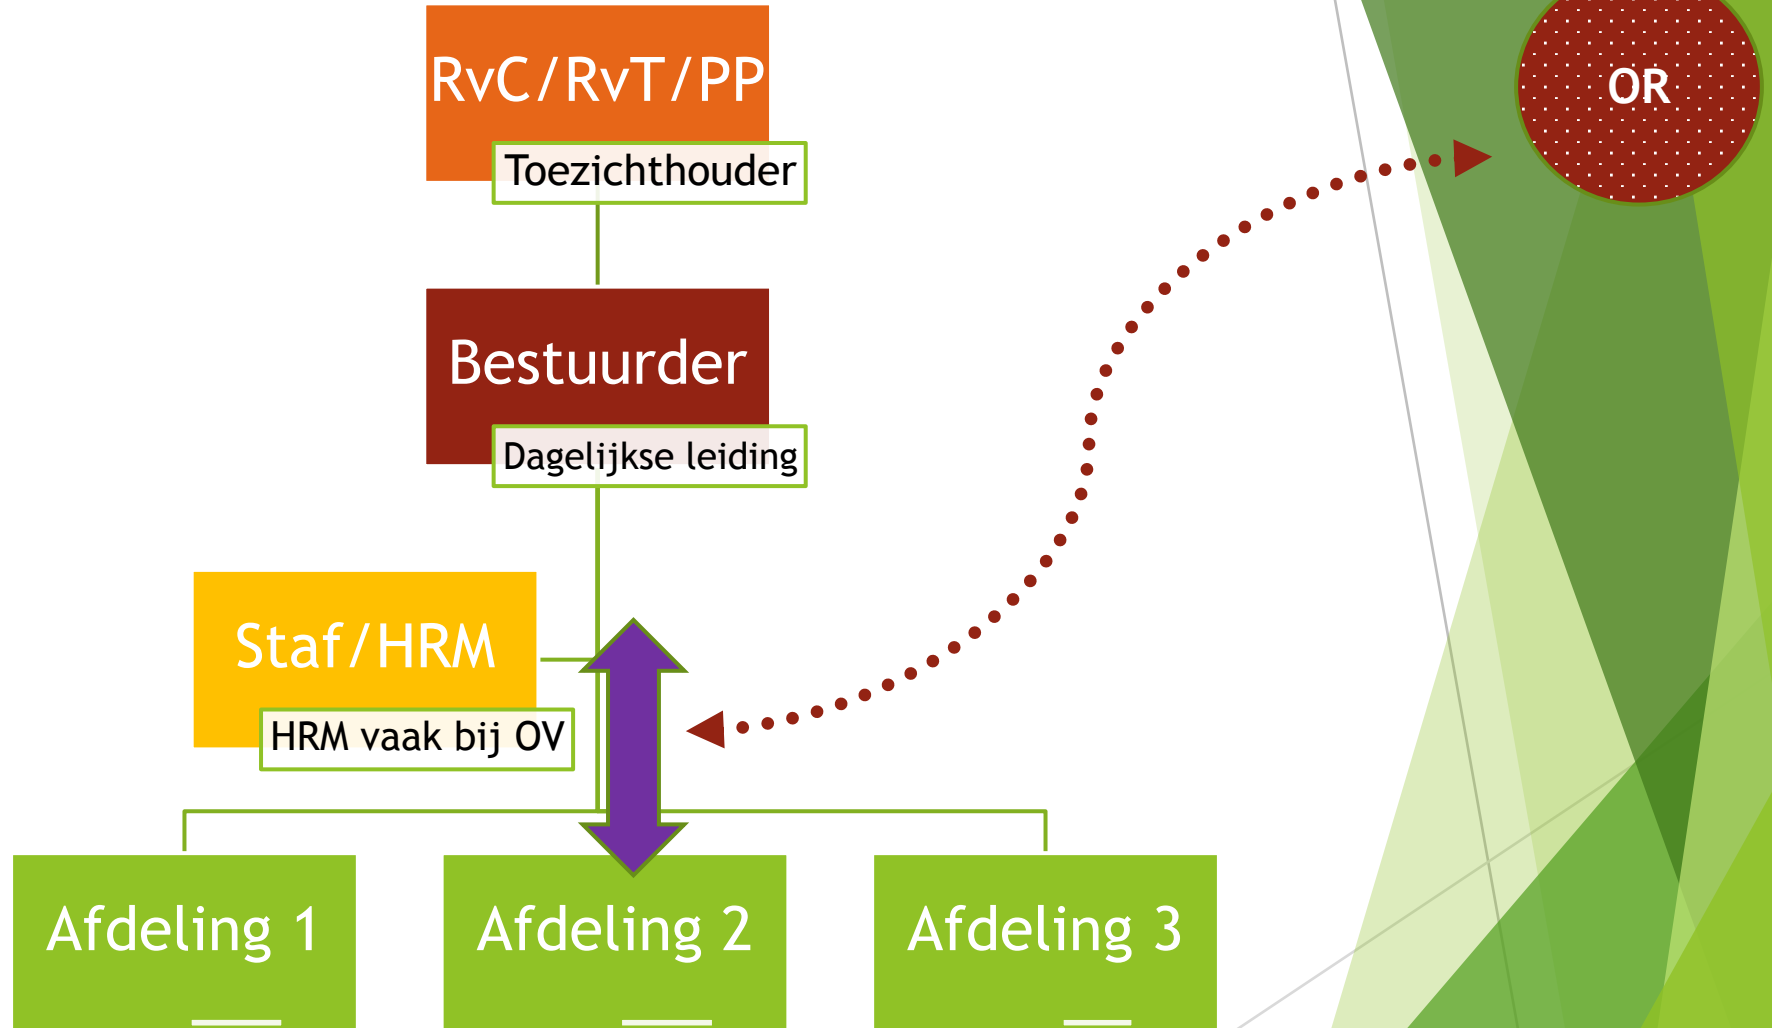 RvC/RvT/PP
Toezichthouder
OR
Bestuurder
Dagelijkse leiding
Staf/HRM
HRM vaak bij OV
Afdeling 1
Afdeling 2
Afdeling 3